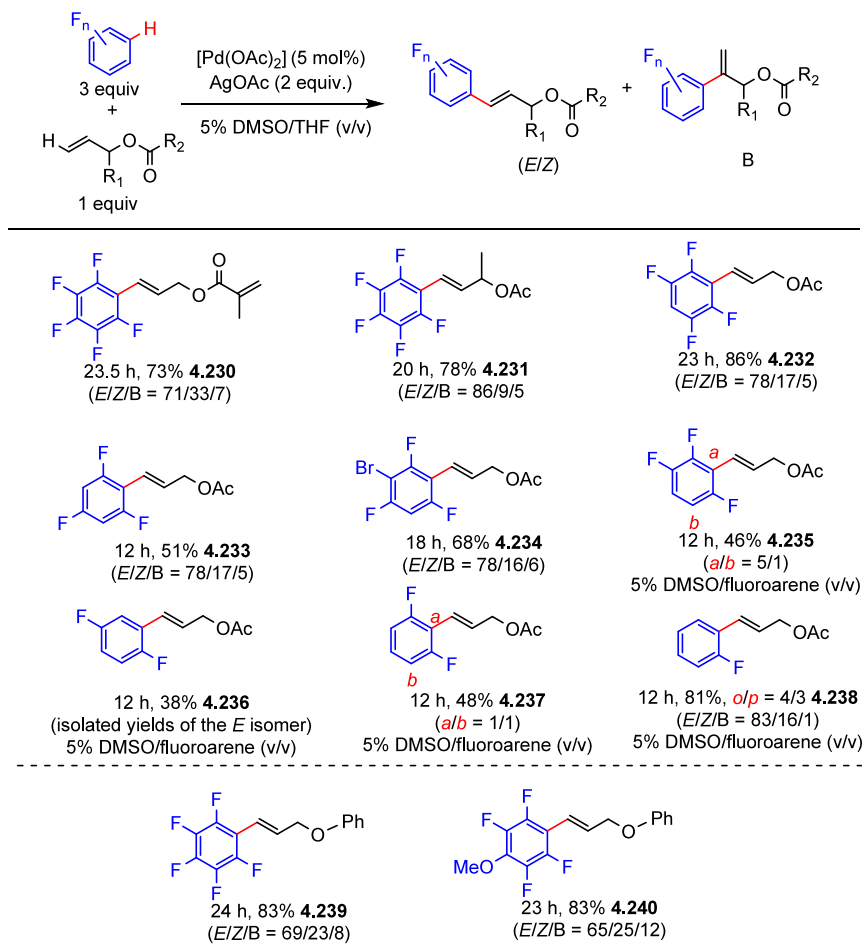 Fn
H
3 equiv
+
H
O
R2
R1
O
1 equiv
[Pd(OAc)2] (5 mol%)
AgOAc (2 equiv.)
5% DMSO/THF (v/v)
Fn
O
R2
R1
O
(E/Z)
+
Fn
O
R2
R1
O
B
F
F
F
F
F
O
O
23.5 h, 73% 4.230
(E/Z/B = 71/33/7)
F
F
F
F
F
OAc
20 h, 78% 4.231
(E/Z/B = 86/9/5
F
F
F
F
OAc
23 h, 86% 4.232
(E/Z/B = 78/17/5)
F
F
F
OAc
12 h, 51% 4.233
(E/Z/B = 78/17/5)
Br
F
F
F
OAc
18 h, 68% 4.234
(E/Z/B = 78/16/6)
F
F
F
a
b
OAc
12 h, 46% 4.235
(a/b = 5/1)
5% DMSO/fluoroarene (v/v)
F
F
OAc
12 h, 38% 4.236
(isolated yields of the E isomer)
5% DMSO/fluoroarene (v/v)
F
F
a
b
OAc
12 h, 48% 4.237
(a/b = 1/1)
5% DMSO/fluoroarene (v/v)
F
OAc
12 h, 81%, o/p = 4/3 4.238
(E/Z/B = 83/16/1)
5% DMSO/fluoroarene (v/v)
F
F
F
F
F
O
Ph
24 h, 83% 4.239
(E/Z/B = 69/23/8)
F
F
MeO
F
F
O
Ph
23 h, 83% 4.240
(E/Z/B = 65/25/12)